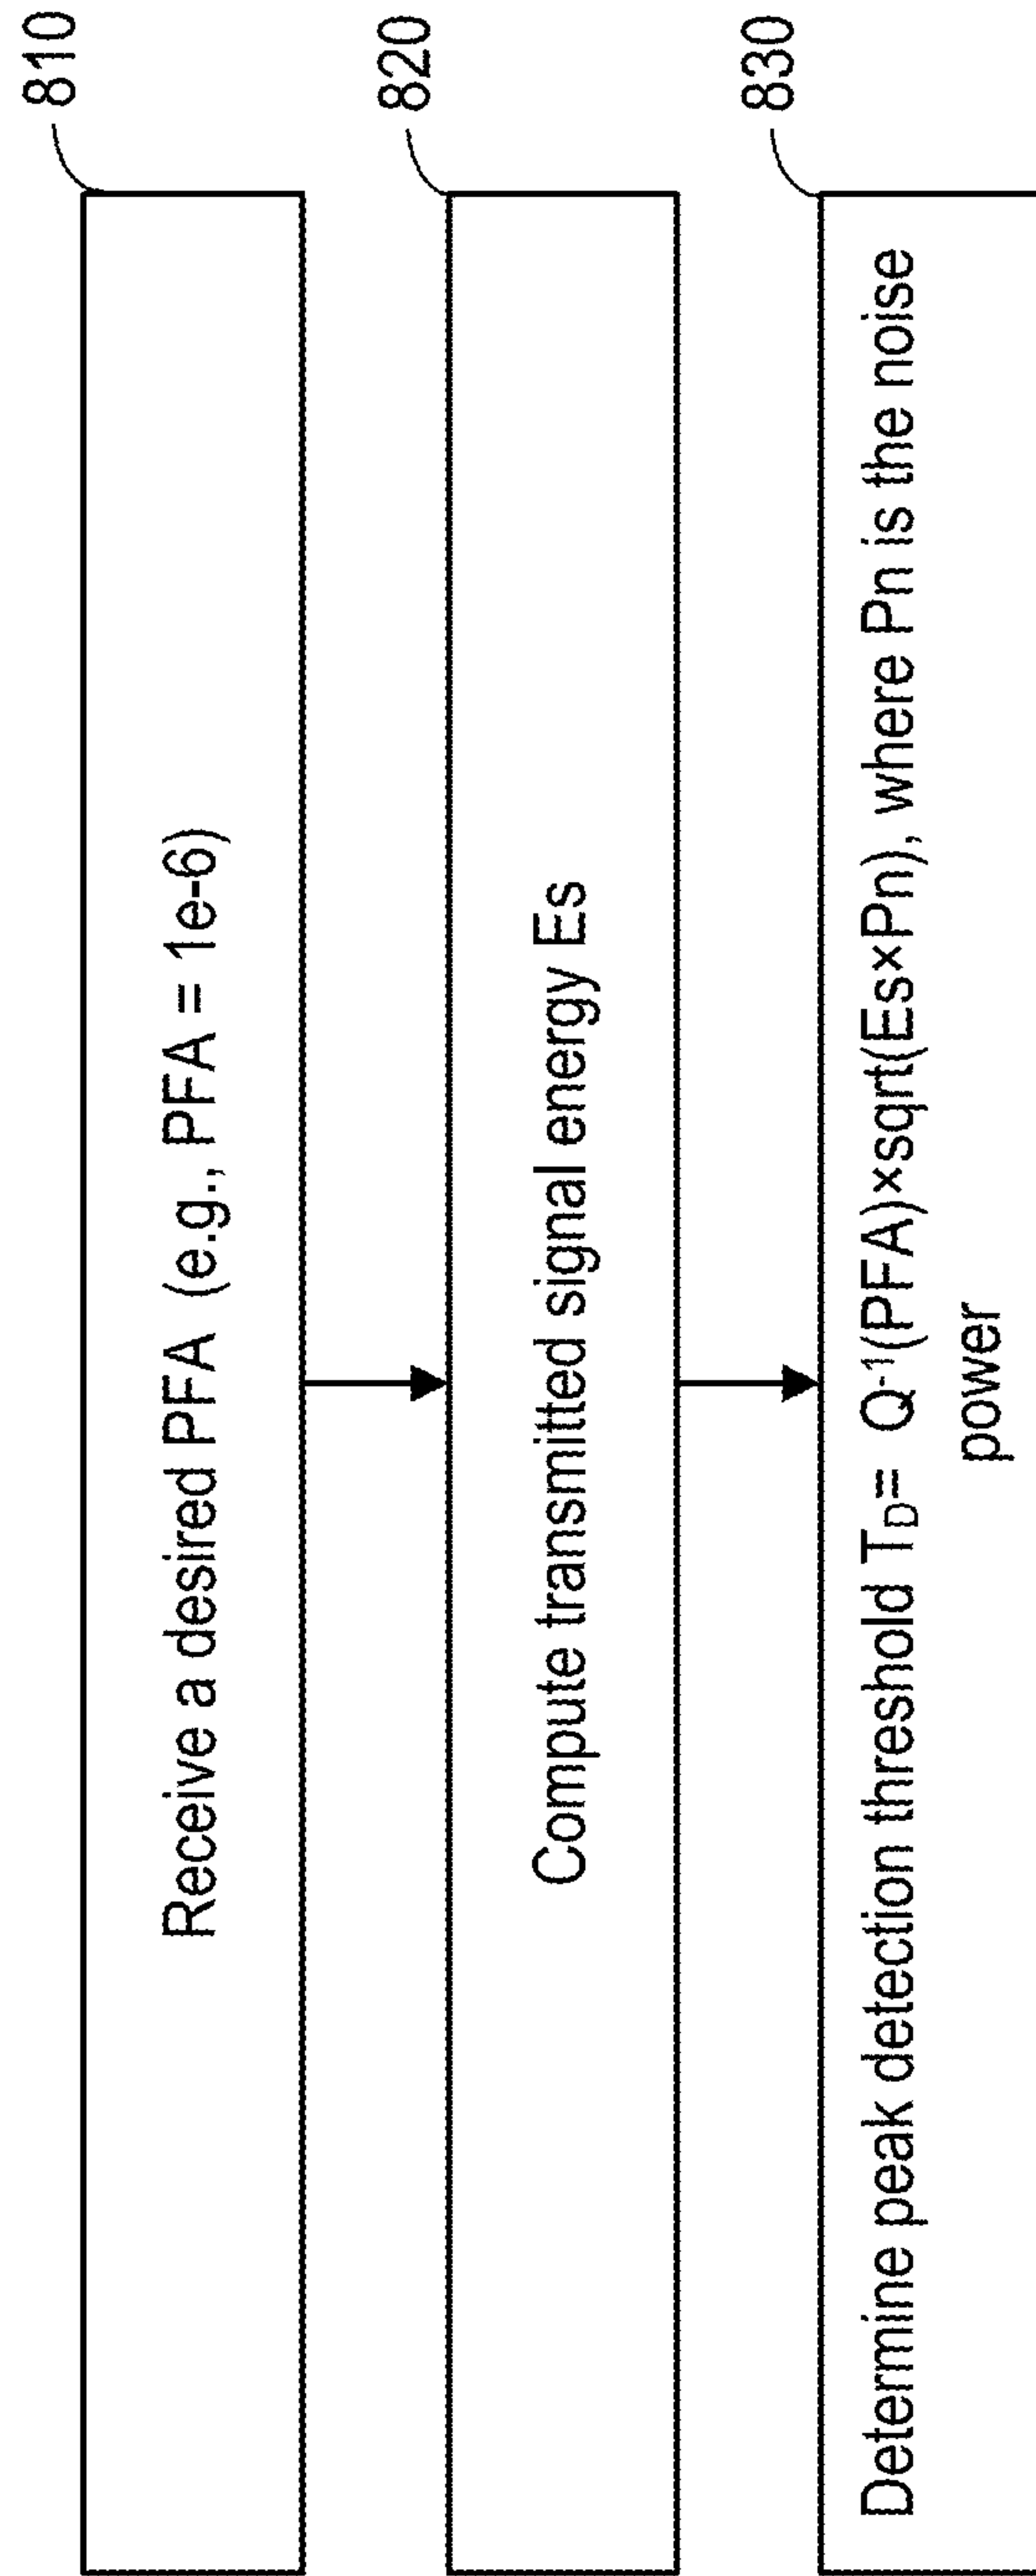 810
Receive a desired PFA (e.g., PFA = 1e-6)
820
Compute transmitted signal energy Es
830
Determine peak detection threshold T_D= Q⁻¹(PFA)×sqrt(Es×Pn), where Pn is the noise
power